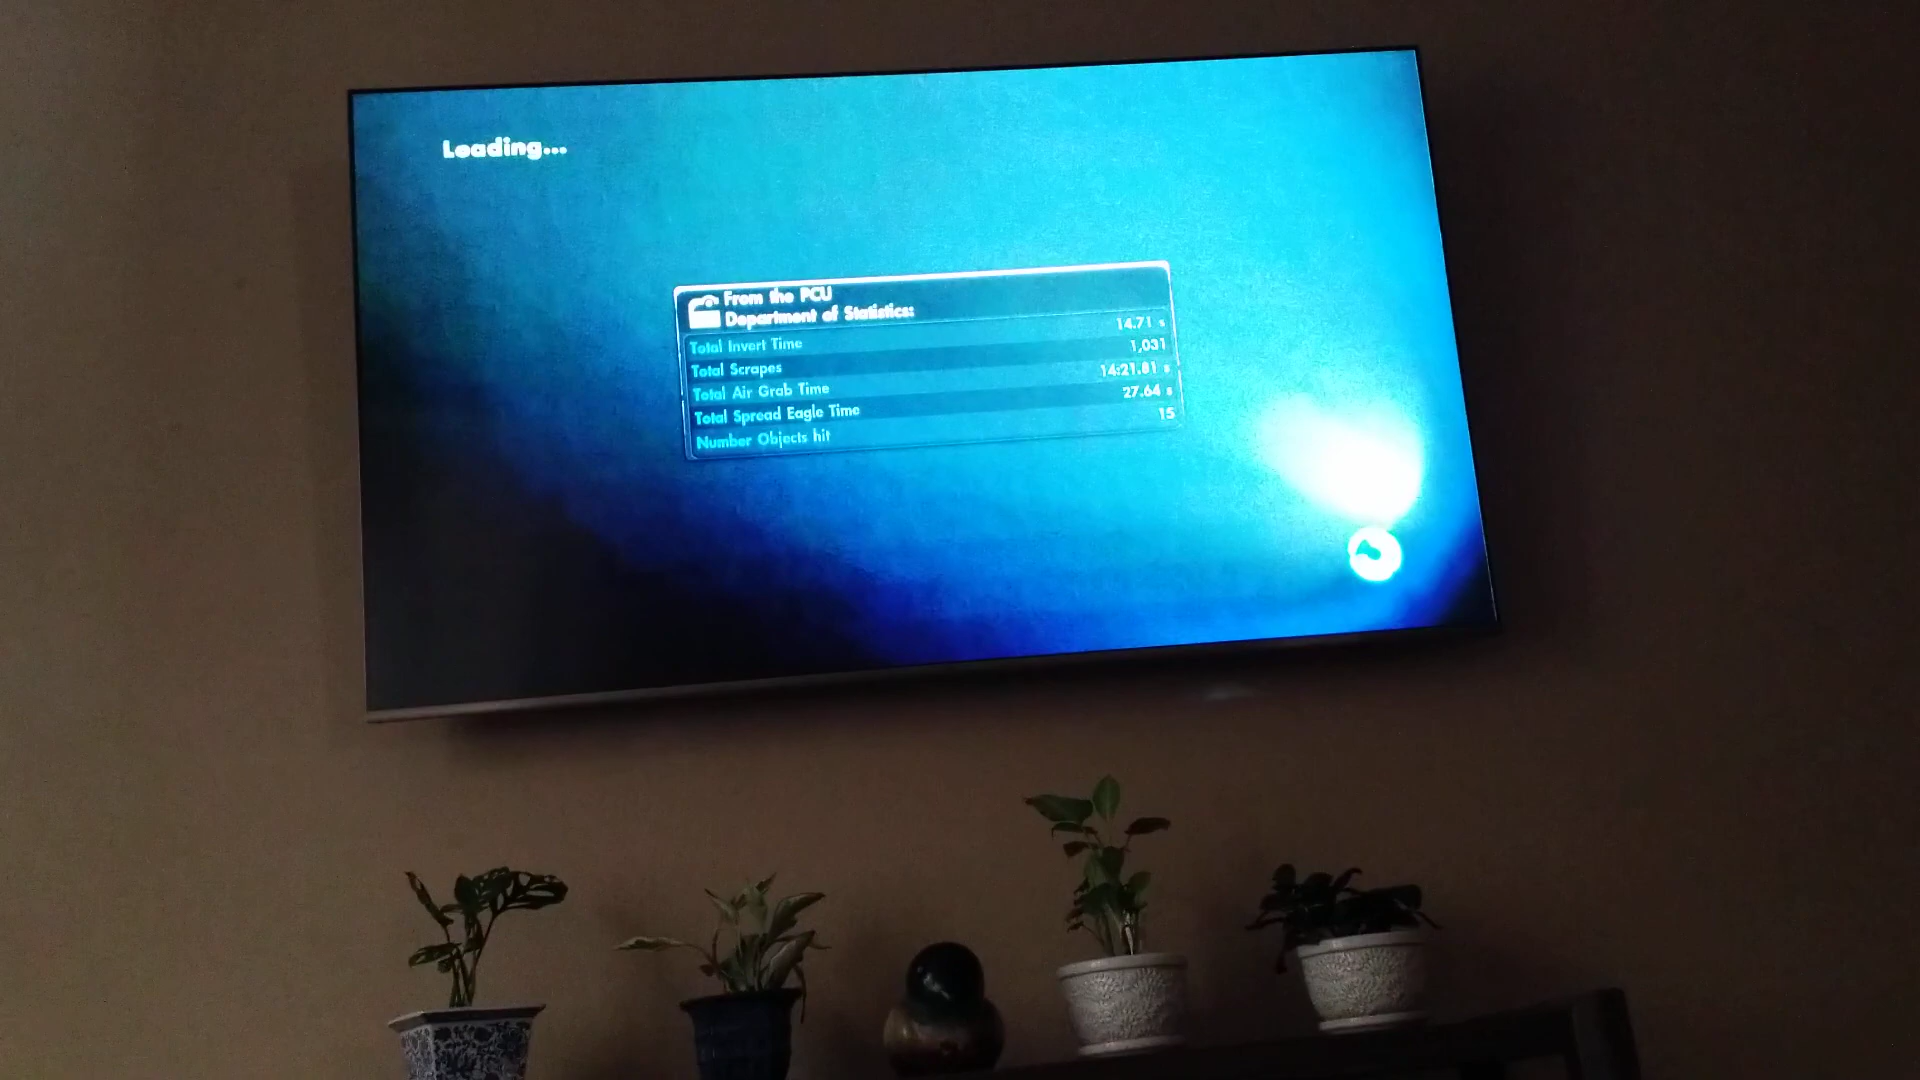 Loading...
From the PCU
Department of Statistics:
Total Invert Time 14.71 s
Total Scrapes 1,031
Total Air Grab Time 14:21.81 s
Total Spread Eagle Time 27.64 s
Number Objects hit 15